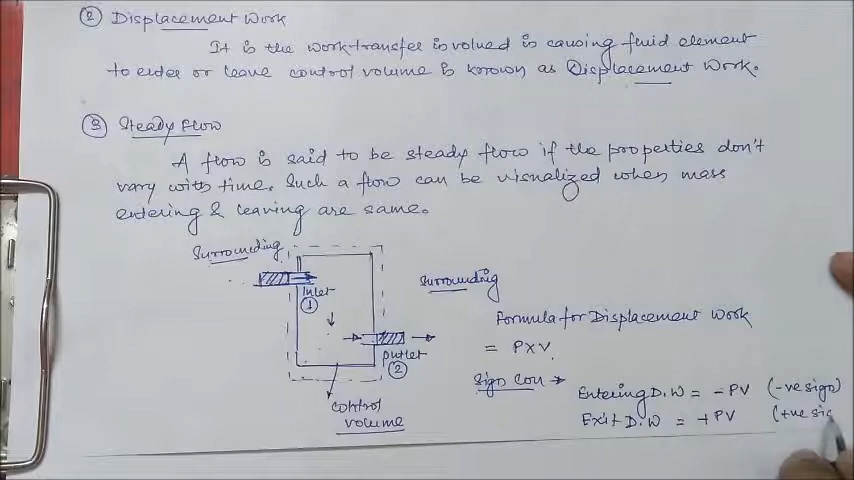 ② Displacement Work
It is the work transfer involved in causing fluid element
to enter or leave control volume is known as Displacement Work.
③ Steady Flow
A flow is said to be steady flow if the properties don't
vary with time. Such a flow can be visualized when mass
entering & leaving are same.
Surrounding
Inlet
①
Surrounding
Outlet
②
Control
volume
Formula for Displacement Work
= P×V.
Sign Con →
Entering D.W = -PV (-ve sign)
Exit D.W = +PV (+ve sig